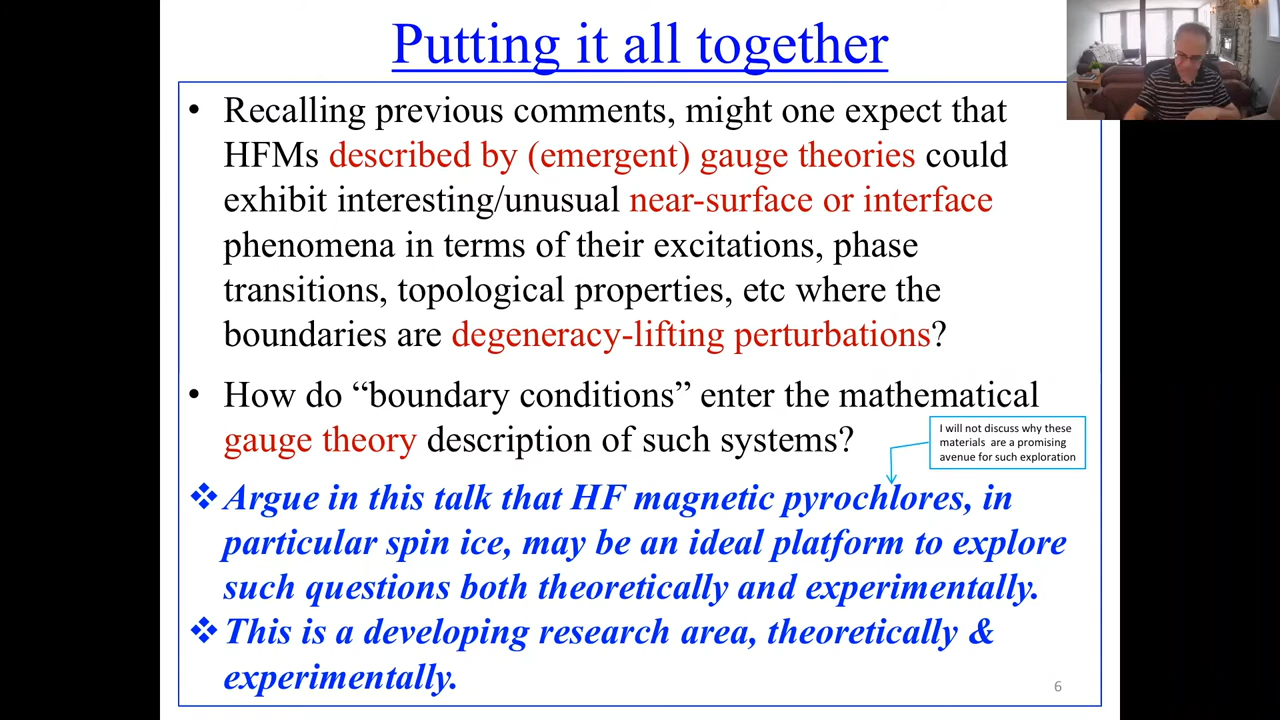 Putting it all together
• Recalling previous comments, might one expect that
HFMs described by (emergent) gauge theories could
exhibit interesting/unusual near-surface or interface
phenomena in terms of their excitations, phase
transitions, topological properties, etc where the
boundaries are degeneracy-lifting perturbations?
• How do “boundary conditions” enter the mathematical
gauge theory description of such systems?
I will not discuss why these
materials are a promising
avenue for such exploration
❖ Argue in this talk that HF magnetic pyrochlores, in
particular spin ice, may be an ideal platform to explore
such questions both theoretically and experimentally.
❖ This is a developing research area, theoretically &
experimentally.
6